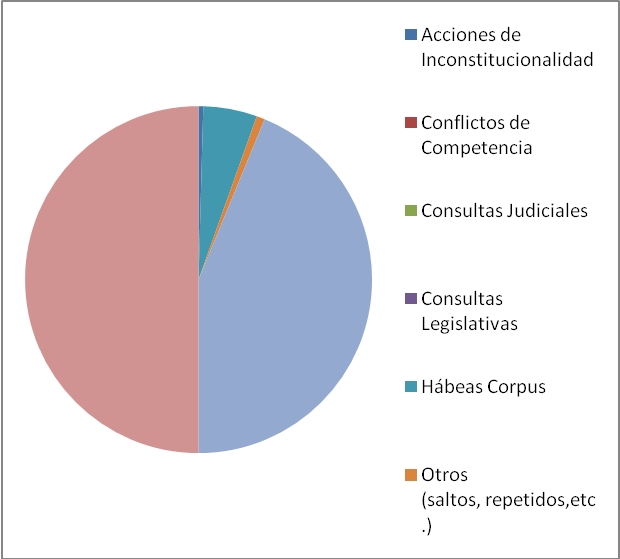 Acciones de
Inconstitucionalidad
Conflictos de
Competencia
Consultas Judiciales
Consultas
Legislativas
Hábeas Corpus
Otros
(saltos, repetidos,etc
.)